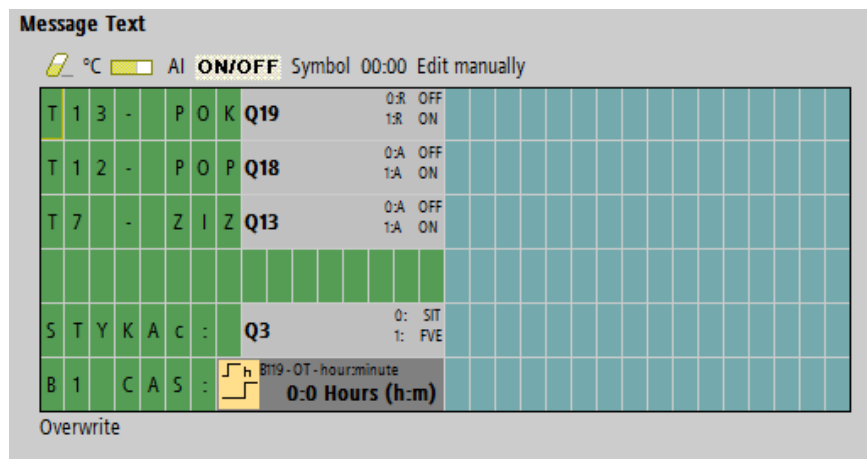 Message Text
°C AI ON/OFF Symbol 00:00 Edit manually
T13- POK Q19 0:R OFF
1:R ON
T12- POP Q18 0:A OFF
1:A ON
T7 - ZIZ Q13 0:A OFF
1:A ON
STYKAc: Q3 0: SIT
1: FVE
B1 CAS: h B119 - OT - hour:minute
0:0 Hours (h:m)
Overwrite